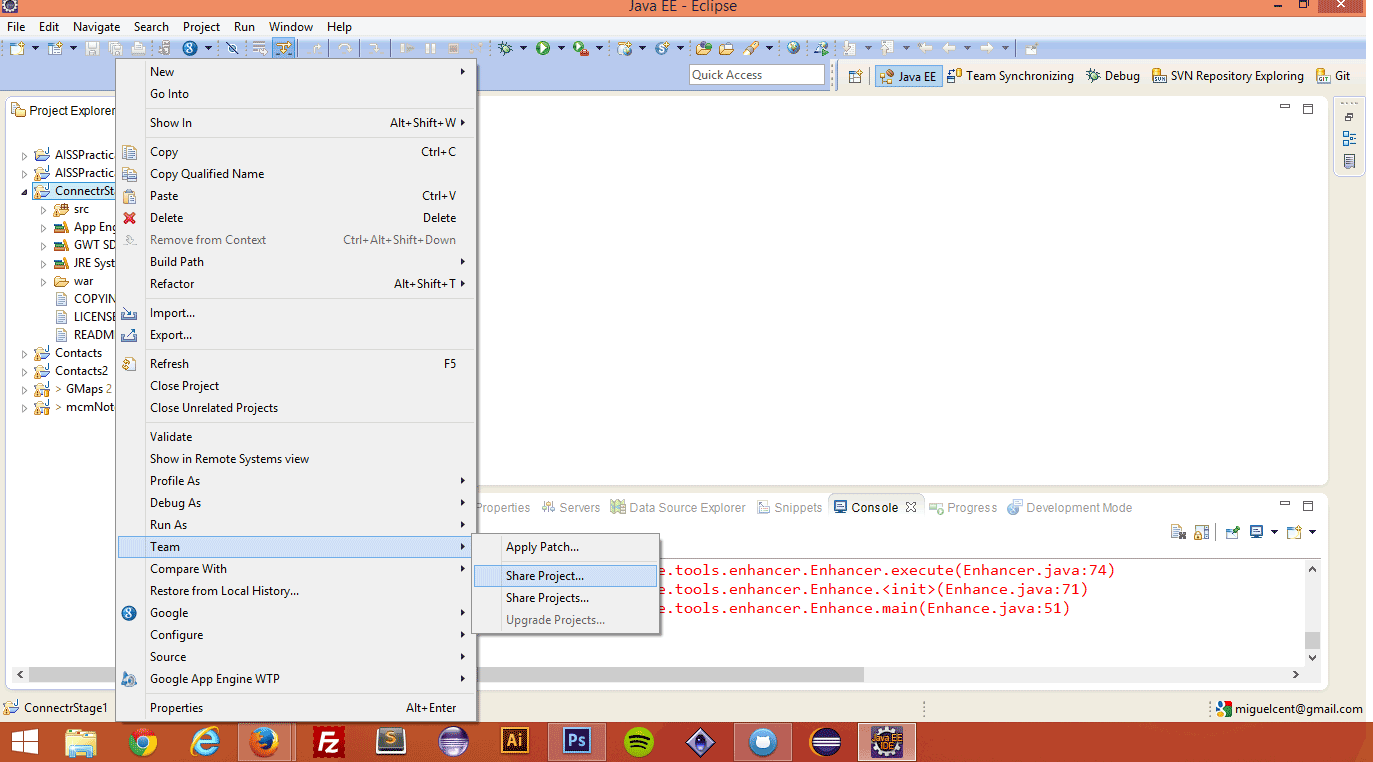 Java EE - Eclipse
File Edit Navigate Search Project Run Window Help
Quick Access
Java EE Team Synchronizing Debug SVN Repository Exploring Git
Project Explorer
AISSPractic
AISSPractic
ConnectrSt
src
App Eng
GWT SD
JRE Syst
war
COPYIN
LICENSE
READM
Contacts
Contacts2
> GMaps 2
> mcmNot
New
Go Into
Show In Alt+Shift+W
Copy Ctrl+C
Copy Qualified Name
Paste Ctrl+V
Delete Delete
Remove from Context Ctrl+Alt+Shift+Down
Build Path
Refactor Alt+Shift+T
Import...
Export...
Refresh F5
Close Project
Close Unrelated Projects
Validate
Show in Remote Systems view
Profile As
Debug As
Run As
Team
Compare With
Restore from Local History...
Google
Configure
Source
Google App Engine WTP
Properties Alt+Enter
Apply Patch...
Share Project...
Share Projects...
Upgrade Projects...
Properties Servers Data Source Explorer Snippets Console Progress Development Mode
e.tools.enhancer.Enhancer.execute(Enhancer.java:74)
e.tools.enhancer.Enhance.<init>(Enhance.java:71)
e.tools.enhancer.Enhance.main(Enhance.java:51)
ConnectrStage1
miguelcent@gmail.com
Fz
S
Ai
Ps
Java EE
IDE